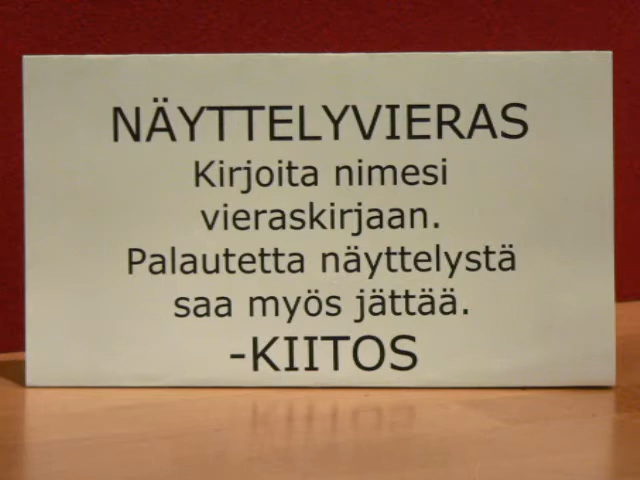 NÄYTTELYVIERAS
Kirjoita nimesi
vieraskirjaan.
Palautetta näyttelystä
saa myös jättää.
-KIITOS